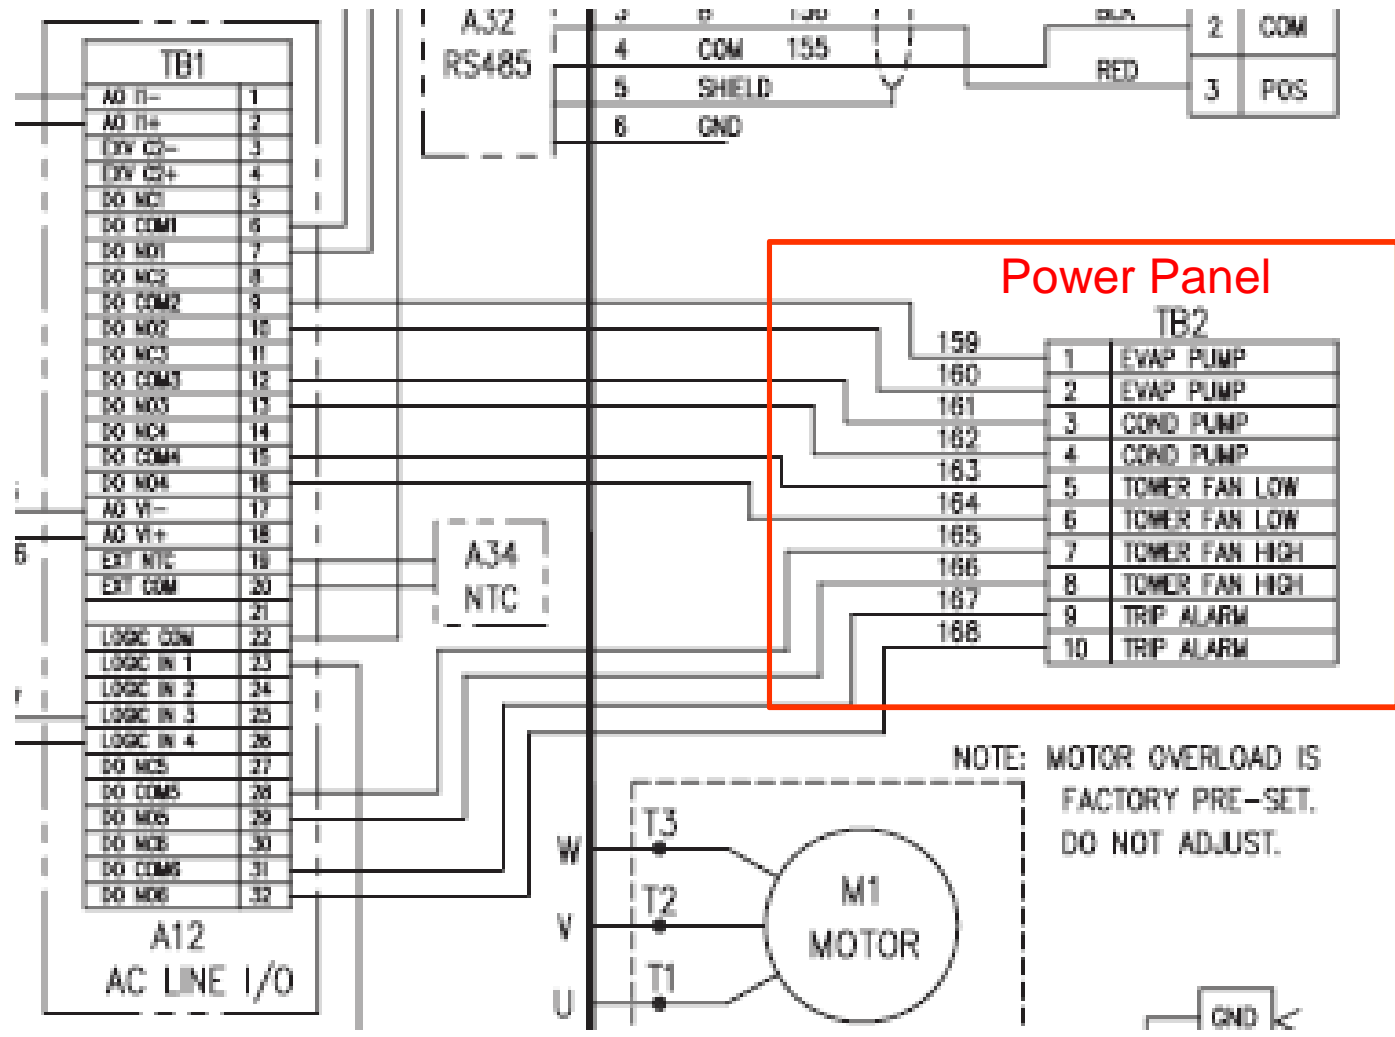 A32
RS485
4 COM 155
5 SHIELD
6 GND
RED
2 COM
3 POS
TB1
AO I1- 1
AO I1+ 2
EXV C2- 3
EXV C2+ 4
DO NC1 5
DO COM1 6
DO NO1 7
DO NC2 8
DO COM2 9
DO NO2 10
DO NC3 11
DO COM3 12
DO NO3 13
DO NC4 14
DO COM4 15
DO NO4 16
AO V1- 17
AO V1+ 18
EXT NTC 19
EXT COM 20
21
LOGIC COM 22
LOGIC IN 1 23
LOGIC IN 2 24
LOGIC IN 3 25
LOGIC IN 4 26
DO NC5 27
DO COM5 28
DO NO5 29
DO NC6 30
DO COM6 31
DO NO6 32
A12
AC LINE I/O
A34
NTC
Power Panel
TB2
159 1 EVAP PUMP
160 2 EVAP PUMP
161 3 COND PUMP
162 4 COND PUMP
163 5 TOWER FAN LOW
164 6 TOWER FAN LOW
165 7 TOWER FAN HIGH
166 8 TOWER FAN HIGH
167 9 TRIP ALARM
168 10 TRIP ALARM
NOTE: MOTOR OVERLOAD IS
FACTORY PRE-SET.
DO NOT ADJUST.
W T3
V T2
U T1
M1
MOTOR
GND